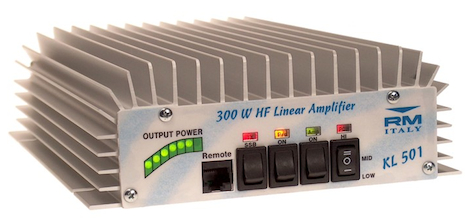 300 W HF Linear Amplifier
OUTPUT POWER
RM
ITALY
Remote
SSB
ON
ON
HI
MID
LOW
KL 501